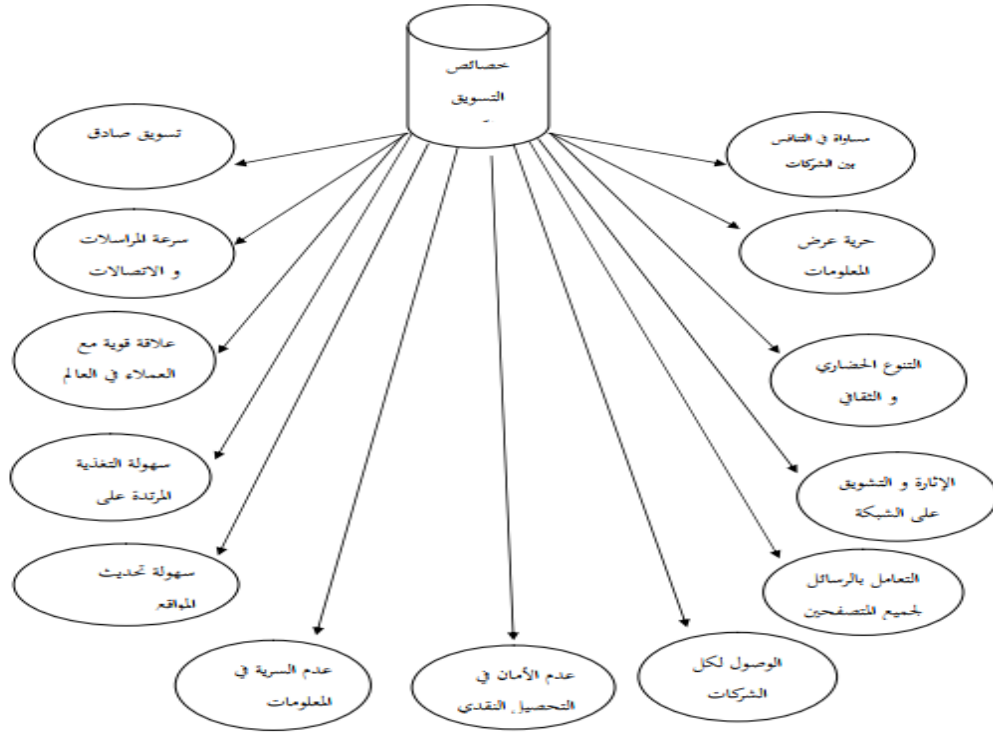 خصائص
التسويق
مساواة في التنافس
بين الشركات
حرية عرض
المعلومات
التنوع الحضاري
و الثقافي
الإثارة و التشويق
على الشبكة
التعامل بالرسائل
لجميع المتصفحين
الوصول لكل
الشركات
عدم الأمان في
التحصيل النقدي
عدم السرية في
المعلومات
سهولة تحديث
المواقع
سهولة التغذية
المرتدة على
علاقة قوية مع
العملاء في العالم
سرعة المراسلات
و الاتصالات
تسويق صادق